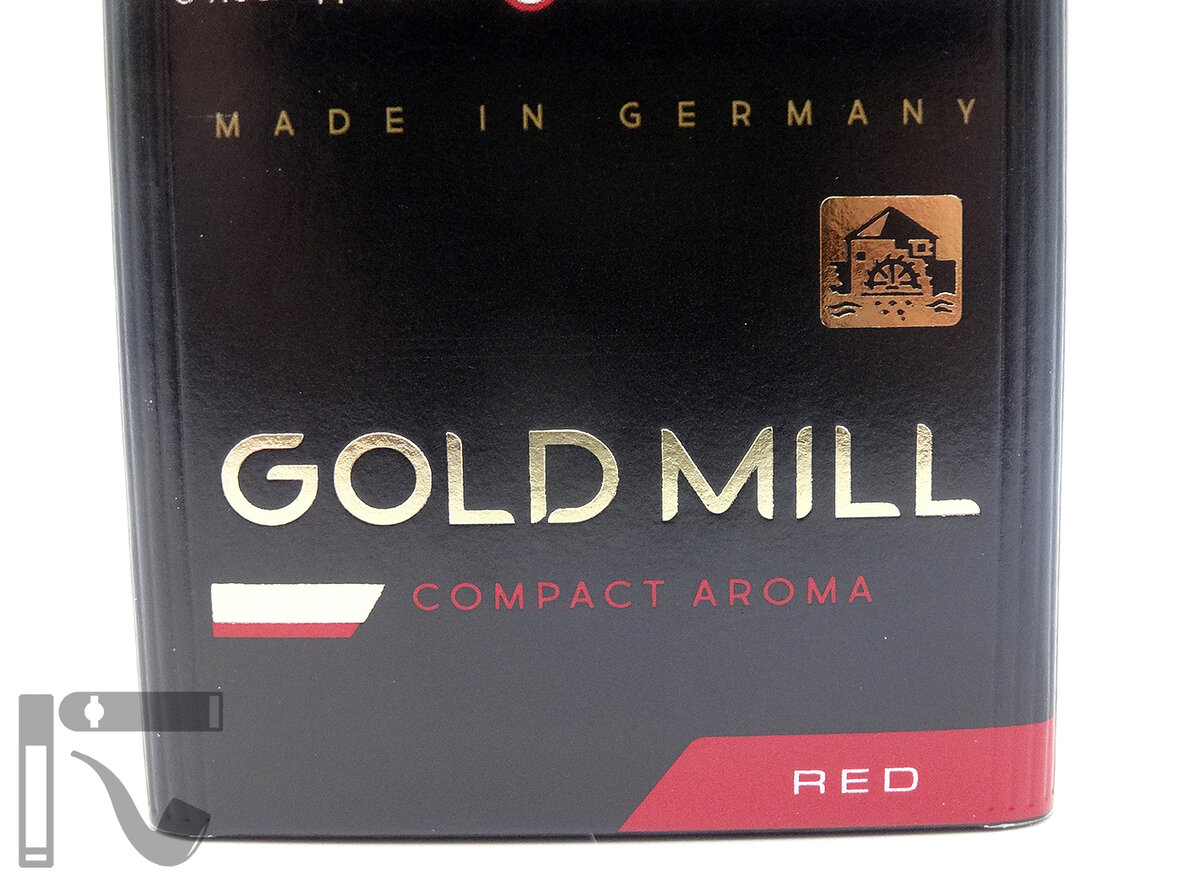 MADE IN GERMANY
GOLD MILL
COMPACT AROMA
RED